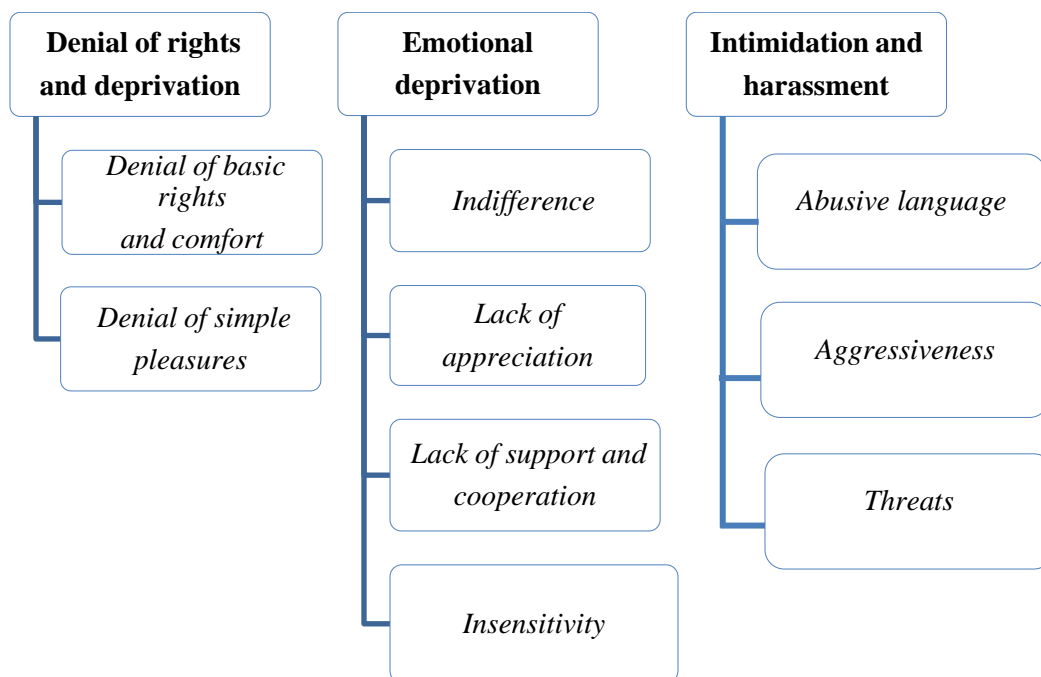 Denial of rights
and deprivation
Denial of basic
rights
and comfort
Denial of simple
pleasures
Emotional
deprivation
Indifference
Lack of
appreciation
Lack of support and
cooperation
Insensitivity
Intimidation and
harassment
Abusive language
Aggressiveness
Threats